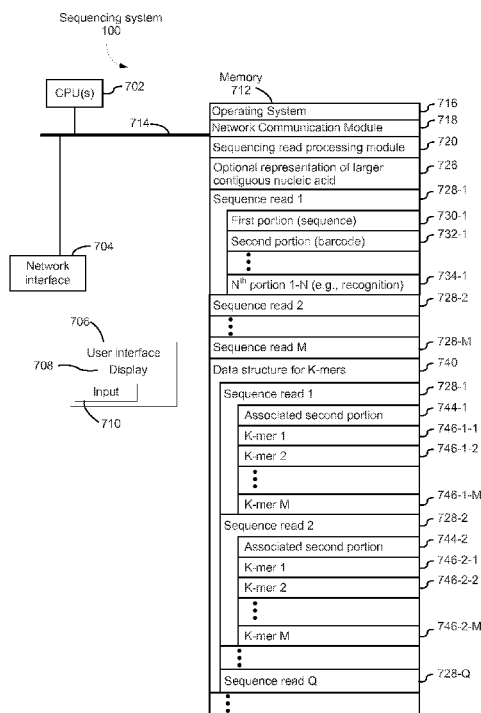 Sequencing system
100
CPU(s)
702
714
Network
interface
704
706
User interface
708
Display
Input
710
Memory
712
Operating System
716
Network Communication Module
718
Sequencing read processing module
720
Optional representation of larger
contiguous nucleic acid
726
Sequence read 1
728-1
First portion (sequence)
730-1
Second portion (barcode)
732-1
Nth portion 1-N (e.g., recognition)
734-1
Sequence read 2
728-2
Sequence read M
728-M
Data structure for K-mers
740
Sequence read 1
728-1
Associated second portion
744-1
K-mer 1
746-1-1
K-mer 2
746-1-2
K-mer M
746-1-M
Sequence read 2
728-2
Associated second portion
744-2
K-mer 1
746-2-1
K-mer 2
746-2-2
K-mer M
746-2-M
Sequence read Q
728-Q